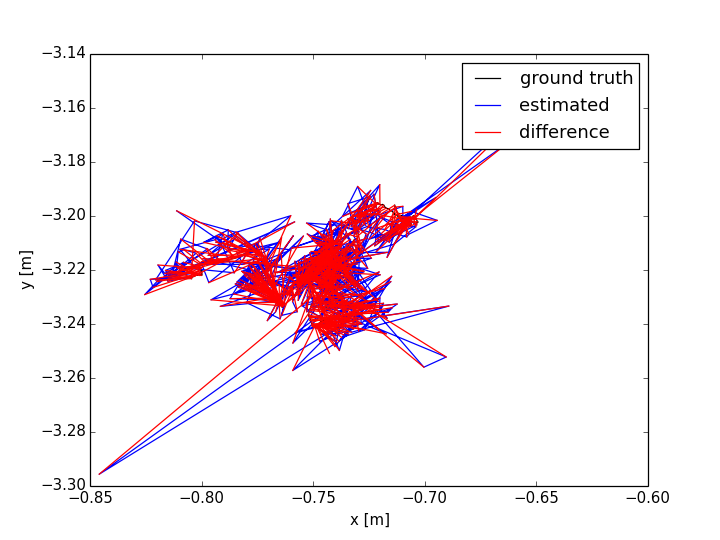 −3.14
−3.16
−3.18
−3.20
−3.22
−3.24
−3.26
−3.28
−3.30
y [m]
ground truth
estimated
difference
−0.85 −0.80 −0.75 −0.70 −0.65 −0.60
x [m]